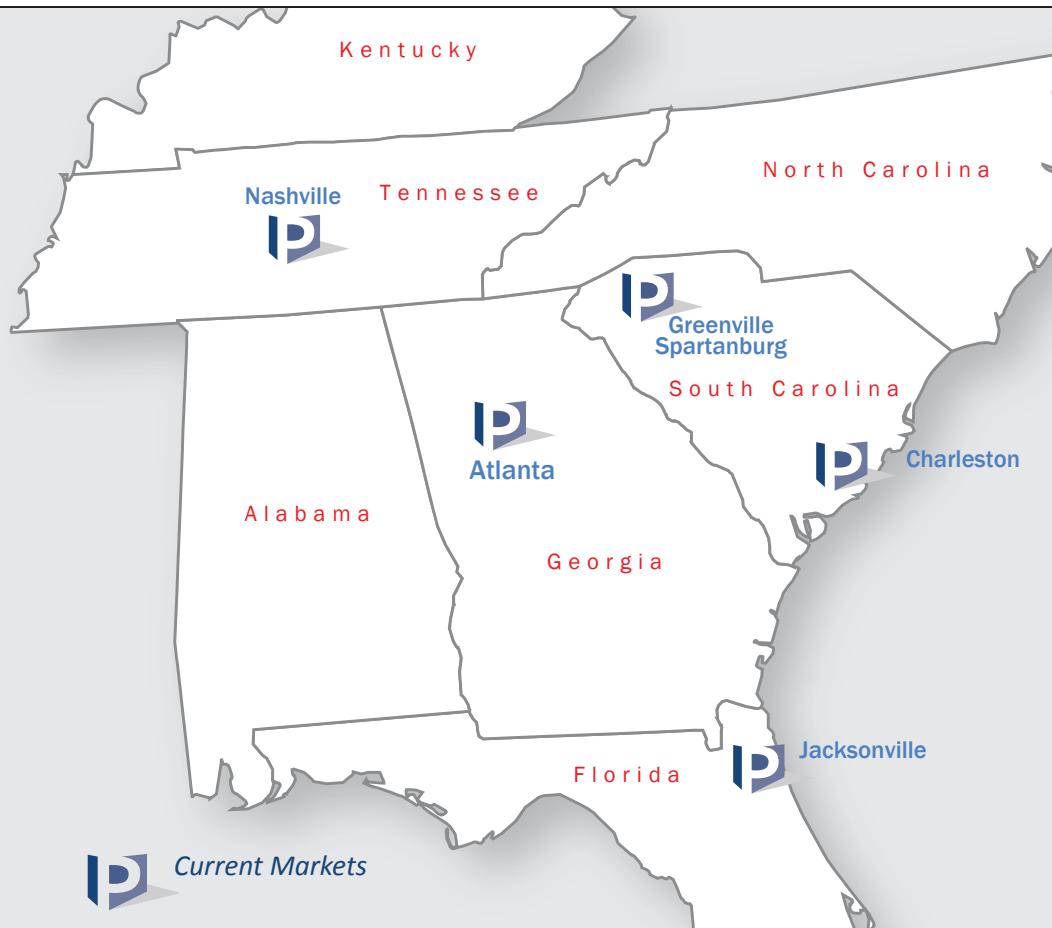 Kentucky
North Carolina
Nashville
Tennessee
P
P
Greenville
Spartanburg
South Carolina
P
Atlanta
P
Charleston
Alabama
Georgia
P
Jacksonville
Florida
P
Current Markets